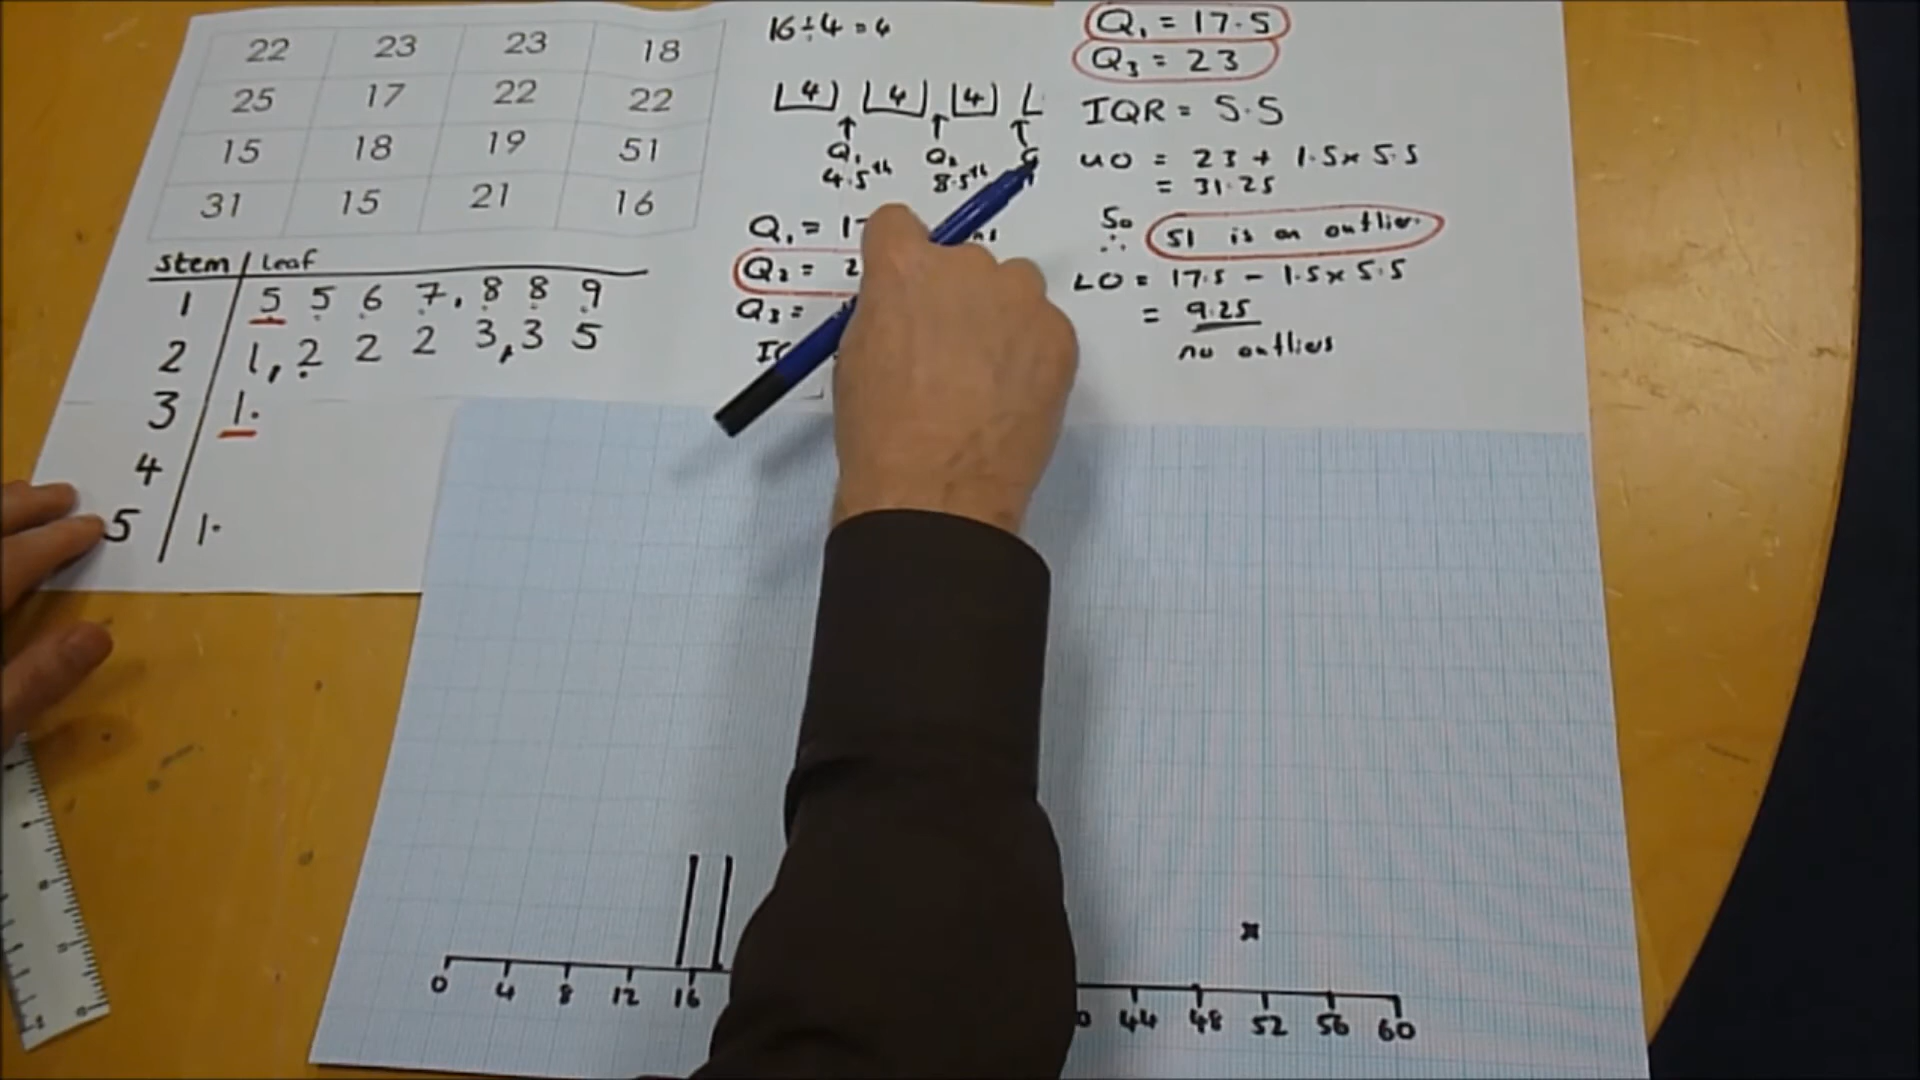 22 23 23 18
25 17 22 22
15 18 19 51
31 15 21 16
stem / Leaf
1 | 5 5 6 7, 8 8 9
2 | 1, 2 2 2 3, 3 5
3 | 1.
4
5 | 1.
16 ÷ 4 = 4
4 4 4
Q₁ Q₂
4.5th 8.5th
Q₁ =
Q₂ = 2
Q₃ =
Q₁ = 17.5
Q₃ = 23
IQR = 5.5
UO = 23 + 1.5 x 5.5
= 31.25
So
∴ 51 is an outlier.
LO = 17.5 - 1.5 x 5.5
= 9.25
no outliers
x
0 4 8 12 16 44 48 52 56 60